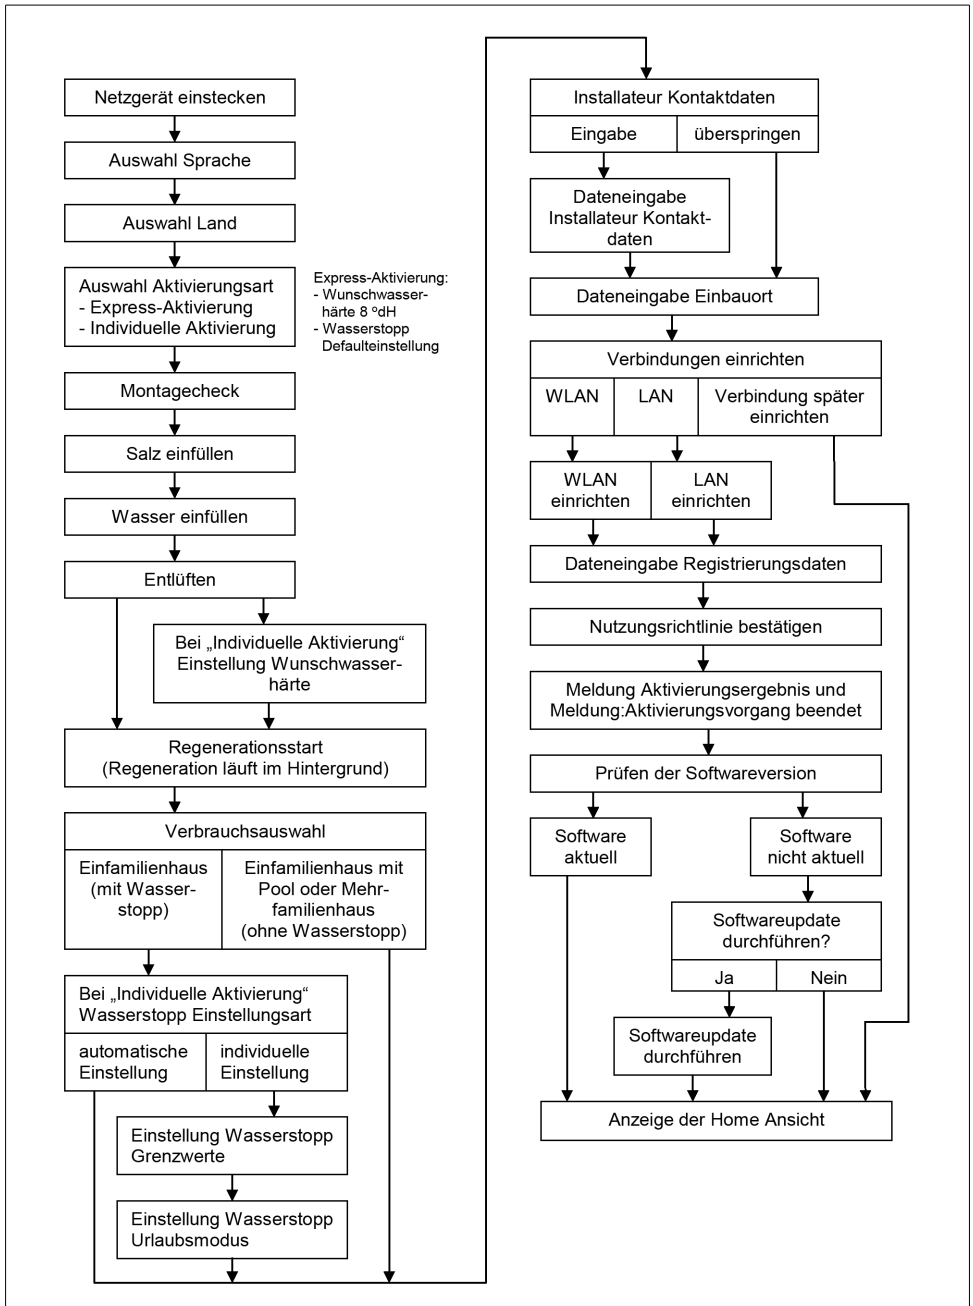 Netzgerät einstecken
Auswahl Sprache
Auswahl Land
Auswahl Aktivierungsart
- Express-Aktivierung
- Individuelle Aktivierung
Express-Aktivierung:
- Wunschwasser-
härte 8 ºdH
- Wasserstopp
Defaulteinstellung
Montagecheck
Salz einfüllen
Wasser einfüllen
Entlüften
Bei „Individuelle Aktivierung“
Einstellung Wunschwasser-
härte
Regenerationsstart
(Regeneration läuft im Hintergrund)
Verbrauchsauswahl
Einfamilienhaus
(mit Wasser-
stopp)
Einfamilienhaus mit
Pool oder Mehr-
familienhaus
(ohne Wasserstopp)
Bei „Individuelle Aktivierung“
Wasserstopp Einstellungsart
automatische
Einstellung
individuelle
Einstellung
Einstellung Wasserstopp
Grenzwerte
Einstellung Wasserstopp
Urlaubsmodus
Installateur Kontaktdaten
Eingabe
überspringen
Dateneingabe
Installateur Kontakt-
daten
Dateneingabe Einbauort
Verbindungen einrichten
WLAN
LAN
Verbindung später
einrichten
WLAN
einrichten
LAN
einrichten
Dateneingabe Registrierungsdaten
Nutzungsrichtlinie bestätigen
Meldung Aktivierungsergebnis und
Meldung:Aktivierungsvorgang beendet
Prüfen der Softwareversion
Software
aktuell
Software
nicht aktuell
Softwareupdate
durchführen?
Ja
Nein
Softwareupdate
durchführen
Anzeige der Home Ansicht